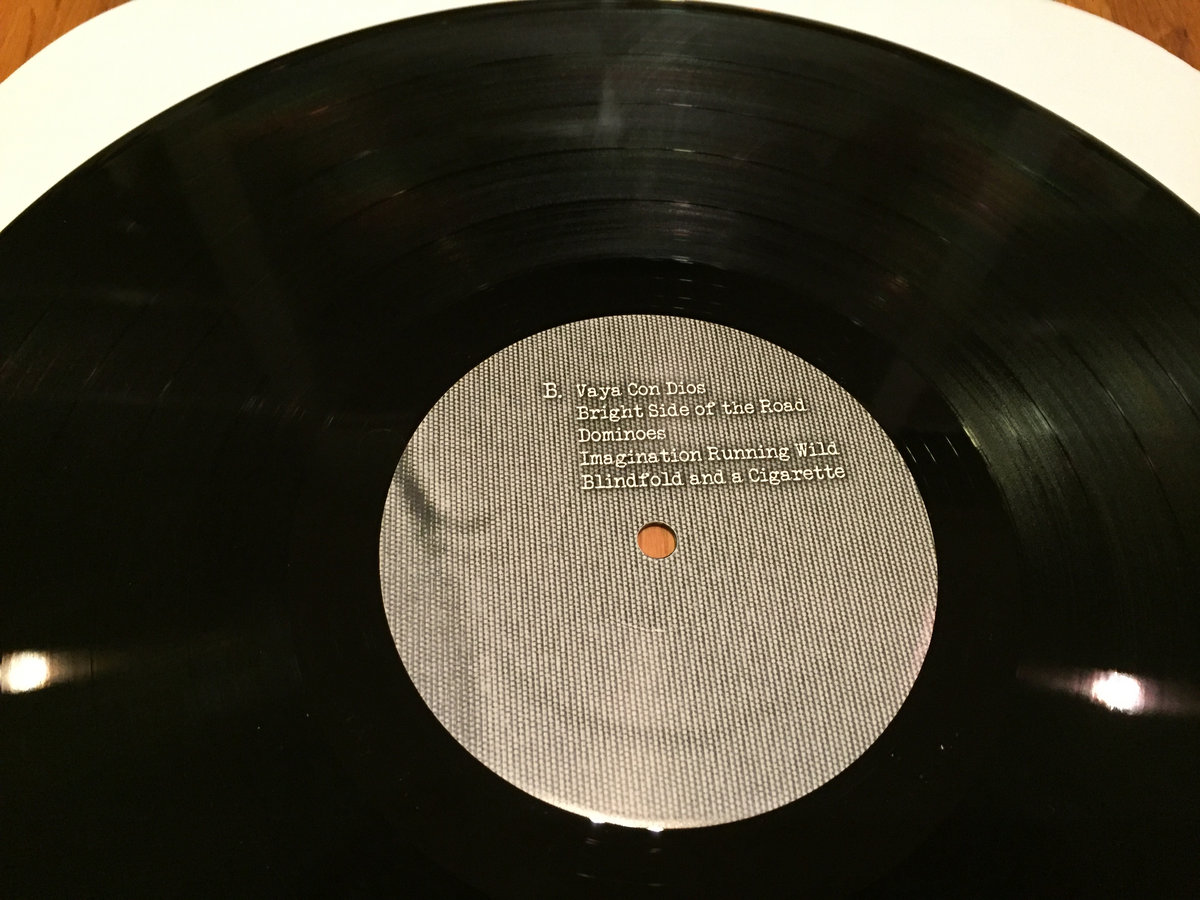 B. Vaya Con Dios
Bright Side of the Road
Dominoes
Imagination Running Wild
Blindfold and a Cigarette